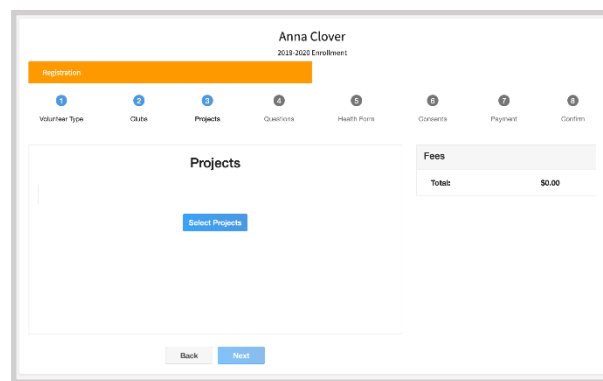 Anna Clover
2019-2020 Enrollment
Registration
1 2 3 4 5 6 7 8
Volunteer Type Clubs Projects Questions Health Form Consents Payment Confirm
Projects
Select Projects
Fees
Total: $0.00
Back Next